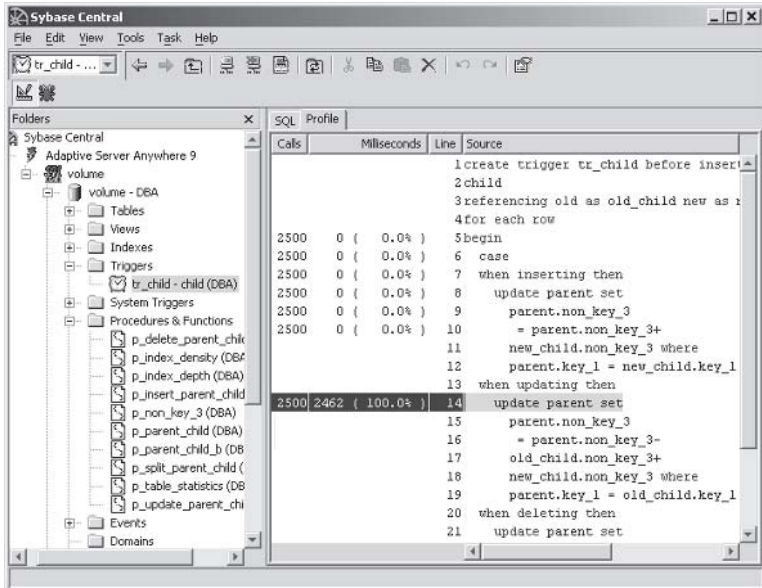 Sybase Central
File Edit View Tools Task Help
tr_child - ...
Folders
Sybase Central
Adaptive Server Anywhere 9
volume
volume - DBA
Tables
Views
Indexes
Triggers
tr_child - child (DBA)
System Triggers
Procedures & Functions
p_delete_parent_child
p_index_density (DBA
p_index_depth (DBA)
p_insert_parent_child
p_non_key_3 (DBA)
p_parent_child (DBA)
p_parent_child_b (DB
p_split_parent_child (
p_table_statistics (DB
p_update_parent_chi
Events
Domains
SQL Profile
Calls Milliseconds Line Source
1 create trigger tr_child before insert
2 child
3 referencing old as old_child new as
4 for each row
2500 0 ( 0.0% ) 5 begin
2500 0 ( 0.0% ) 6 case
2500 0 ( 0.0% ) 7 when inserting then
2500 0 ( 0.0% ) 8 update parent set
2500 0 ( 0.0% ) 9 parent.non_key_3
2500 0 ( 0.0% ) 10 = parent.non_key_3+
11 new_child.non_key_3 where
12 parent.key_1 = new_child.key_1
13 when updating then
2500 2462 ( 100.0% ) 14 update parent set
15 parent.non_key_3
16 = parent.non_key_3-
17 old_child.non_key_3+
18 new_child.non_key_3 where
19 parent.key_1 = old_child.key_1
20 when deleting then
21 update parent set